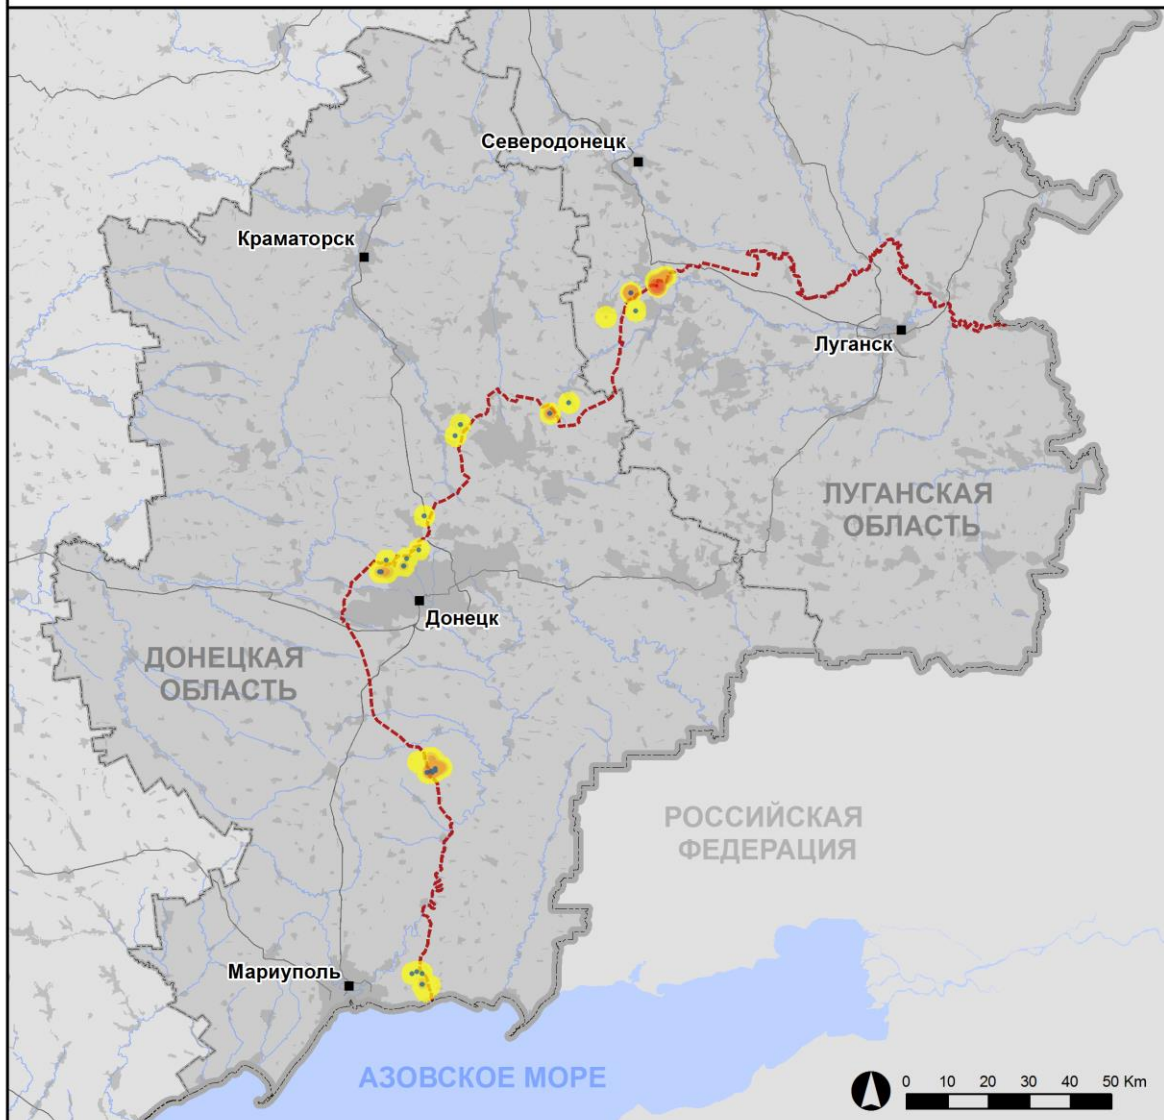 Северодонецк
Краматорск
Луганск
ЛУГАНСКАЯ
ОБЛАСТЬ
Донецк
ДОНЕЦКАЯ
ОБЛАСТЬ
РОССИЙСКАЯ
ФЕДЕРАЦИЯ
Мариуполь
АЗОВСКОЕ МОРЕ
0 10 20 30 40 50 Km